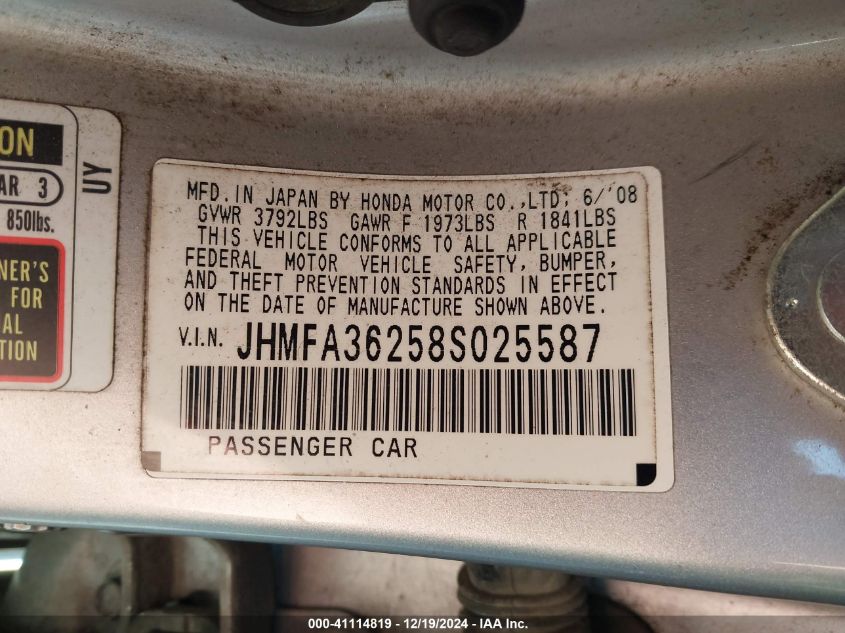 ON
AR 3
850lbs.
NER'S
FOR
AL
TION
UY
MFD. IN JAPAN BY HONDA MOTOR CO.,LTD; 6/'08
GVWR 3792LBS GAWR F 1973LBS R 1841LBS
THIS VEHICLE CONFORMS TO ALL APPLICABLE
FEDERAL MOTOR VEHICLE SAFETY, BUMPER,
AND THEFT PREVENTION STANDARDS IN EFFECT
ON THE DATE OF MANUFACTURE SHOWN ABOVE.
V.I.N. JHMFA36258S025587
PASSENGER CAR
000-41114819 - 12/19/2024 - IAA Inc.